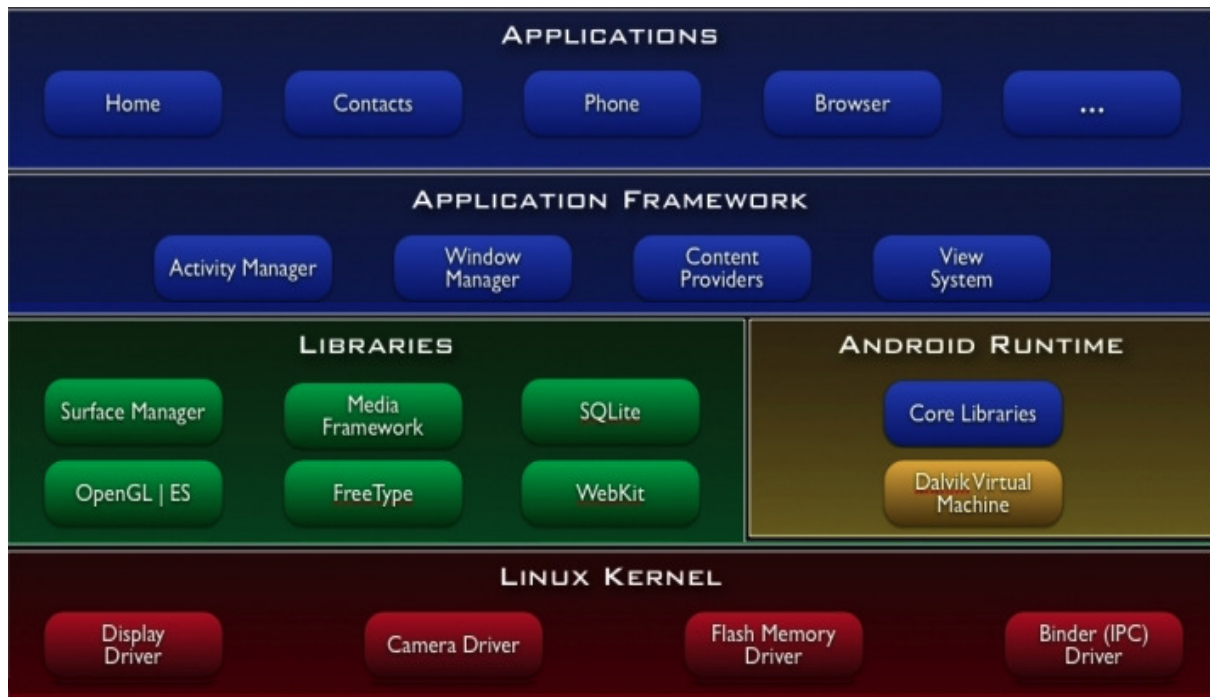 APPLICATIONS
Home
Contacts
Phone
Browser
...
APPLICATION FRAMEWORK
Activity Manager
Window
Manager
Content
Providers
View
System
LIBRARIES
Surface Manager
Media
Framework
SQLite
OpenGL | ES
FreeType
WebKit
ANDROID RUNTIME
Core Libraries
Dalvik Virtual
Machine
LINUX KERNEL
Display
Driver
Camera Driver
Flash Memory
Driver
Binder (IPC)
Driver